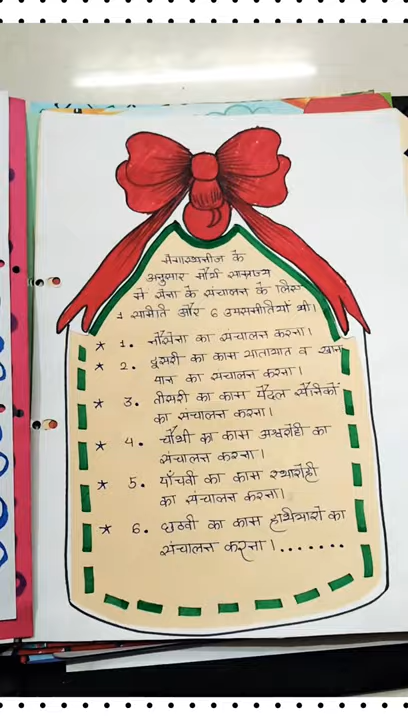 मैगास्थनीज के
अनुसार मौर्य साम्राज्य
में सेना के संचालन के लिए
1 समिति और 6 उपसमीतियाँ थी।
* 1. नौसेना का संचालन करना।
* 2. दूसरी का काम यातायात व खान
पान का संचालन करना।
* 3. तीसरी का काम पैदल सैनिकों
का संचालन करना।
* 4. चौथी का काम अश्वरोही का
संचालन करना।
* 5. पाँचवी का काम रथारोही
का संचालन करना।
* 6. छठवी का काम हाथीयारो का
संचालन करना।.......